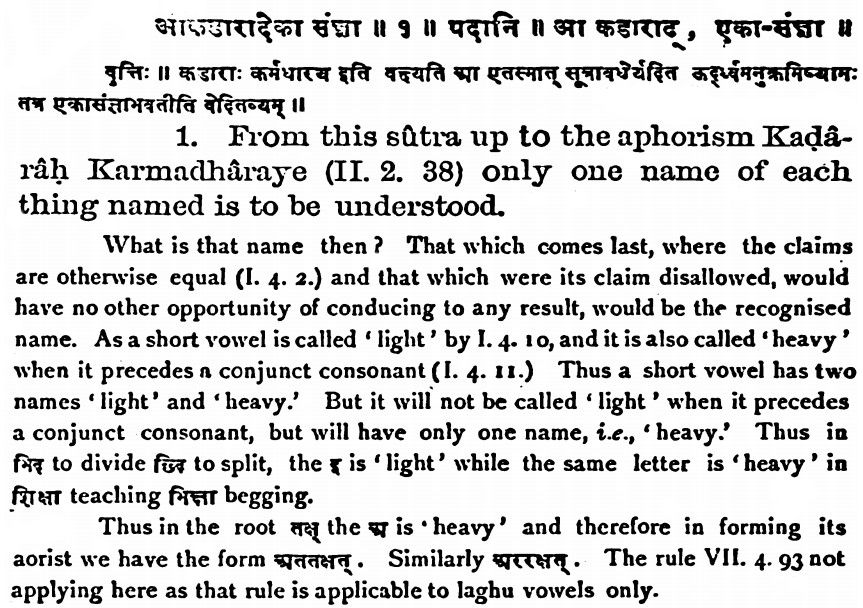 आकडारादेका संज्ञा ॥ १ ॥ पदानि ॥ आ कडाराद् , एका-संज्ञा ॥
वृत्तिः ॥ कडाराः कर्मधारय इति वक्ष्यति आ एतस्मात् सूत्रावधेर्यदित ऊर्द्ध्वमनुक्रमिष्यामः
तत्र एकासंज्ञाभवतीति वेदितव्यम् ॥
1. From this sûtra up to the aphorism Kaḍâ-
râḥ Karmadhâraye (II. 2. 38) only one name of each
thing named is to be understood.
What is that name then ? That which comes last, where the claims
are otherwise equal (I. 4. 2.) and that which were its claim disallowed, would
have no other opportunity of conducing to any result, would be the recognised
name. As a short vowel is called ‘ light ’ by I. 4. 10, and it is also called ‘ heavy ’
when it precedes a conjunct consonant (I. 4. 11.) Thus a short vowel has two
names ‘ light ’ and ‘ heavy.’ But it will not be called ‘ light ’ when it precedes
a conjunct consonant, but will have only one name, i.e., ‘ heavy.’ Thus in
भिद् to divide छिद् to split, the इ is ‘ light ’ while the same letter is ‘ heavy ’ in
शिक्षा teaching भिक्षा begging.
Thus in the root तक्ष् the अ is ‘ heavy ’ and therefore in forming its
aorist we have the form अततक्षत् . Similarly अररक्षत् . The rule VII. 4. 93 not
applying here as that rule is applicable to laghu vowels only.